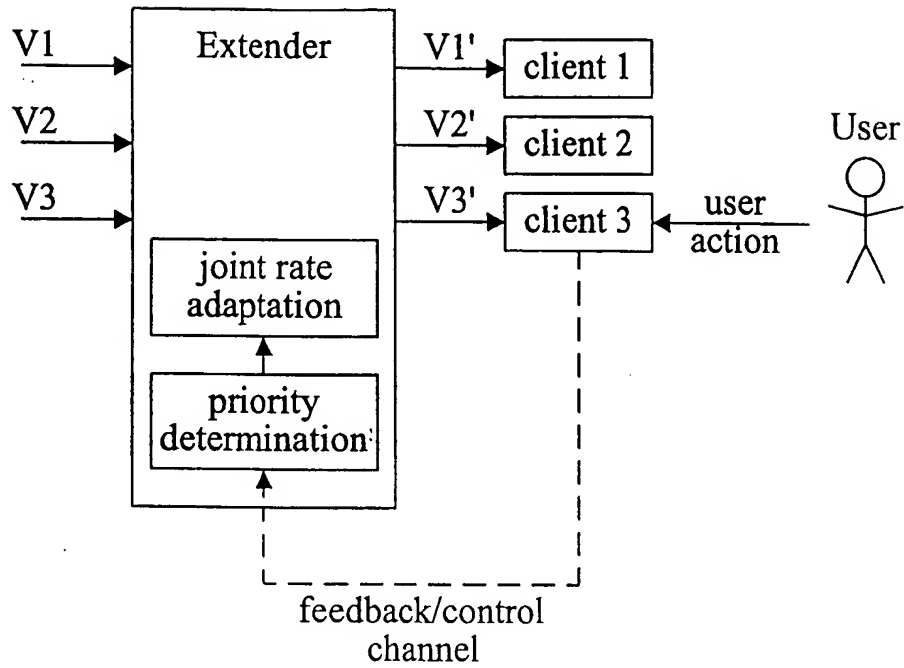 V1
Extender
V1'
client 1
V2
V2'
client 2
User
V3
V3'
client 3
user
action
joint rate
adaptation
priority
determination
feedback/control
channel